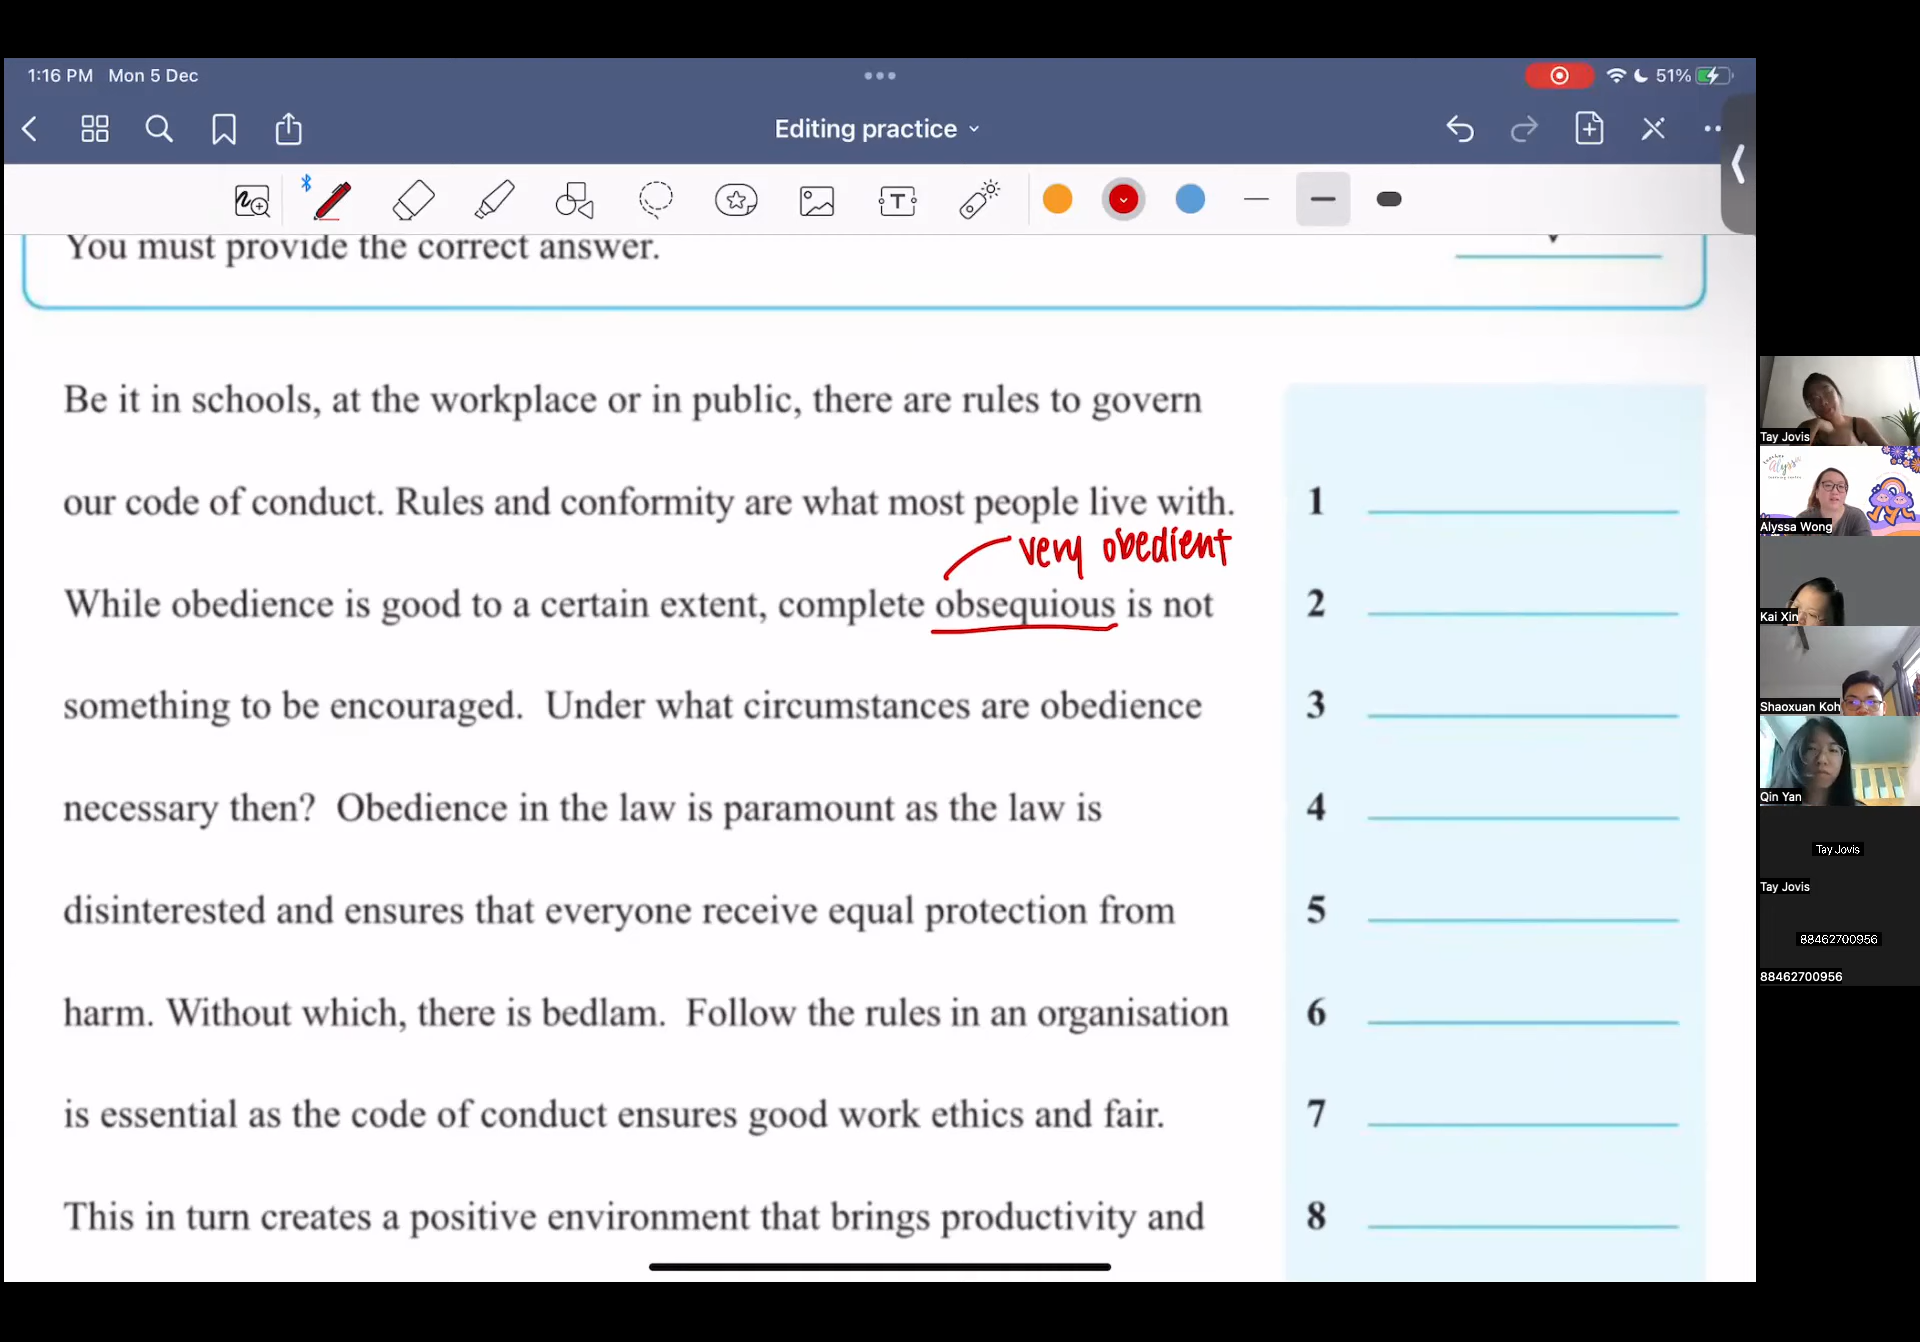 1:16 PM Mon 5 Dec
51%
Editing practice
T
You must provide the correct answer.
Be it in schools, at the workplace or in public, there are rules to govern
our code of conduct. Rules and conformity are what most people live with. 1
very obedient
While obedience is good to a certain extent, complete obsequious is not 2
something to be encouraged. Under what circumstances are obedience 3
necessary then? Obedience in the law is paramount as the law is 4
disinterested and ensures that everyone receive equal protection from 5
harm. Without which, there is bedlam. Follow the rules in an organisation 6
is essential as the code of conduct ensures good work ethics and fair. 7
This in turn creates a positive environment that brings productivity and 8
Tay Jovis
Alyssa
Alyssa Wong
Kai Xin
Shaoxuan Koh
Qin Yan
Tay Jovis
Tay Jovis
88462700956
88462700956